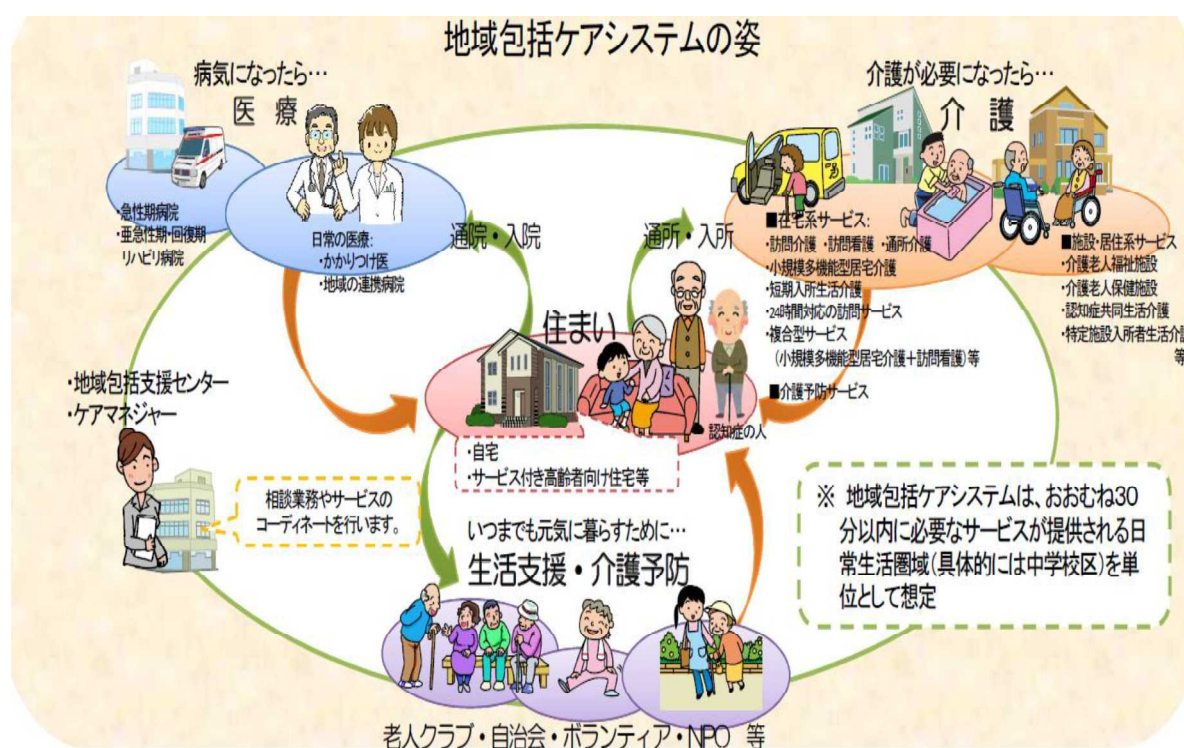 地域包括ケアシステムの姿
病気になったら…
医療
・急性期病院
・亜急性期・回復期
リハビリ病院
日常の医療:
・かかりつけ医
・地域の連携病院
通院・入院
通所・入所
介護が必要になったら…
介護
■在宅系サービス:
・訪問介護 ・訪問看護 ・通所介護
・小規模多機能型居宅介護
・短期入所生活介護
・24時間対応の訪問サービス
・複合型サービス
(小規模多機能型居宅介護+訪問看護)等
■介護予防サービス
■施設・居住系サービス
・介護老人福祉施設
・介護老人保健施設
・認知症共同生活介護
・特定施設入所者生活介護
等
住まい
認知症の人
・自宅
・サービス付き高齢者向け住宅等
・地域包括支援センター
・ケアマネジャー
相談業務やサービスの
コーディネートを行います。
いつまでも元気に暮らすために…
生活支援・介護予防
老人クラブ・自治会・ボランティア・NPO 等
※ 地域包括ケアシステムは、おおむね30
分以内に必要なサービスが提供される日
常生活圏域(具体的には中学校区)を単
位として想定